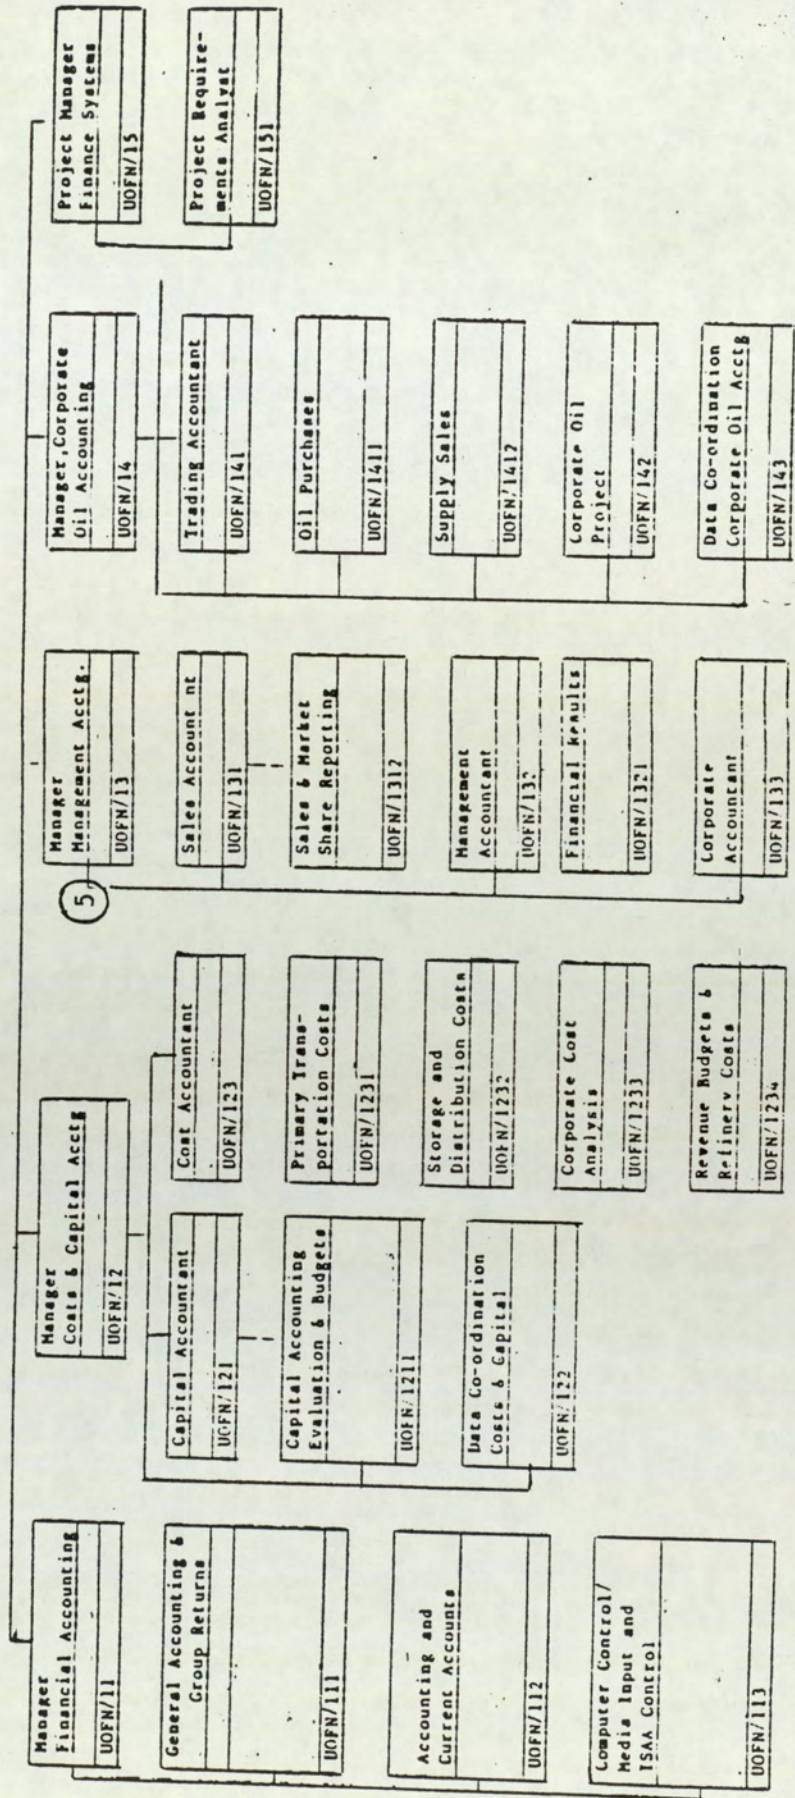 Manager
Financial Accounting
UOFN/11
General Accounting &
Group Returns
UOFN/111
Accounting and
Current Accounts
UOFN/112
Computer Control/
Media Input and
ISAA Control
UOFN/113
Manager
Costs & Capital Acctg
UOFN/12
Capital Accountant
UOFN/121
Capital Accounting
Evaluation & Budgets
UOFN/1211
Data Co-ordination
Costs & Capital
UOFN/122
Cost Accountant
UOFN/123
Primary Trans-
portation Costs
UOFN/1231
Storage and
Distribution Costs
UOFN/1232
Corporate Cost
Analysis
UOFN/1233
Revenue Budgets &
Refinery Costs
UOFN/1234
5
Manager
Management Acctg.
UOFN/13
Sales Account nt
UOFN/131
Sales & Market
Share Reporting
UOFN/1312
Management
Accountant
UOFN/132
Financial Results
UOFN/1321
Corporate
Accountant
UOFN/133
Manager,Corporate
Oil Accounting
UOFN/14
Trading Accountant
UOFN/141
Oil Purchases
UOFN/1411
Supply Sales
UOFN/1412
Corporate Oil
Project
UOFN/142
Data Co-ordination
Corporate Oil Acctg
UOFN/143
Project Manager
Finance Systems
UOFN/15
Project Require-
ments Analyst
UOFN/151